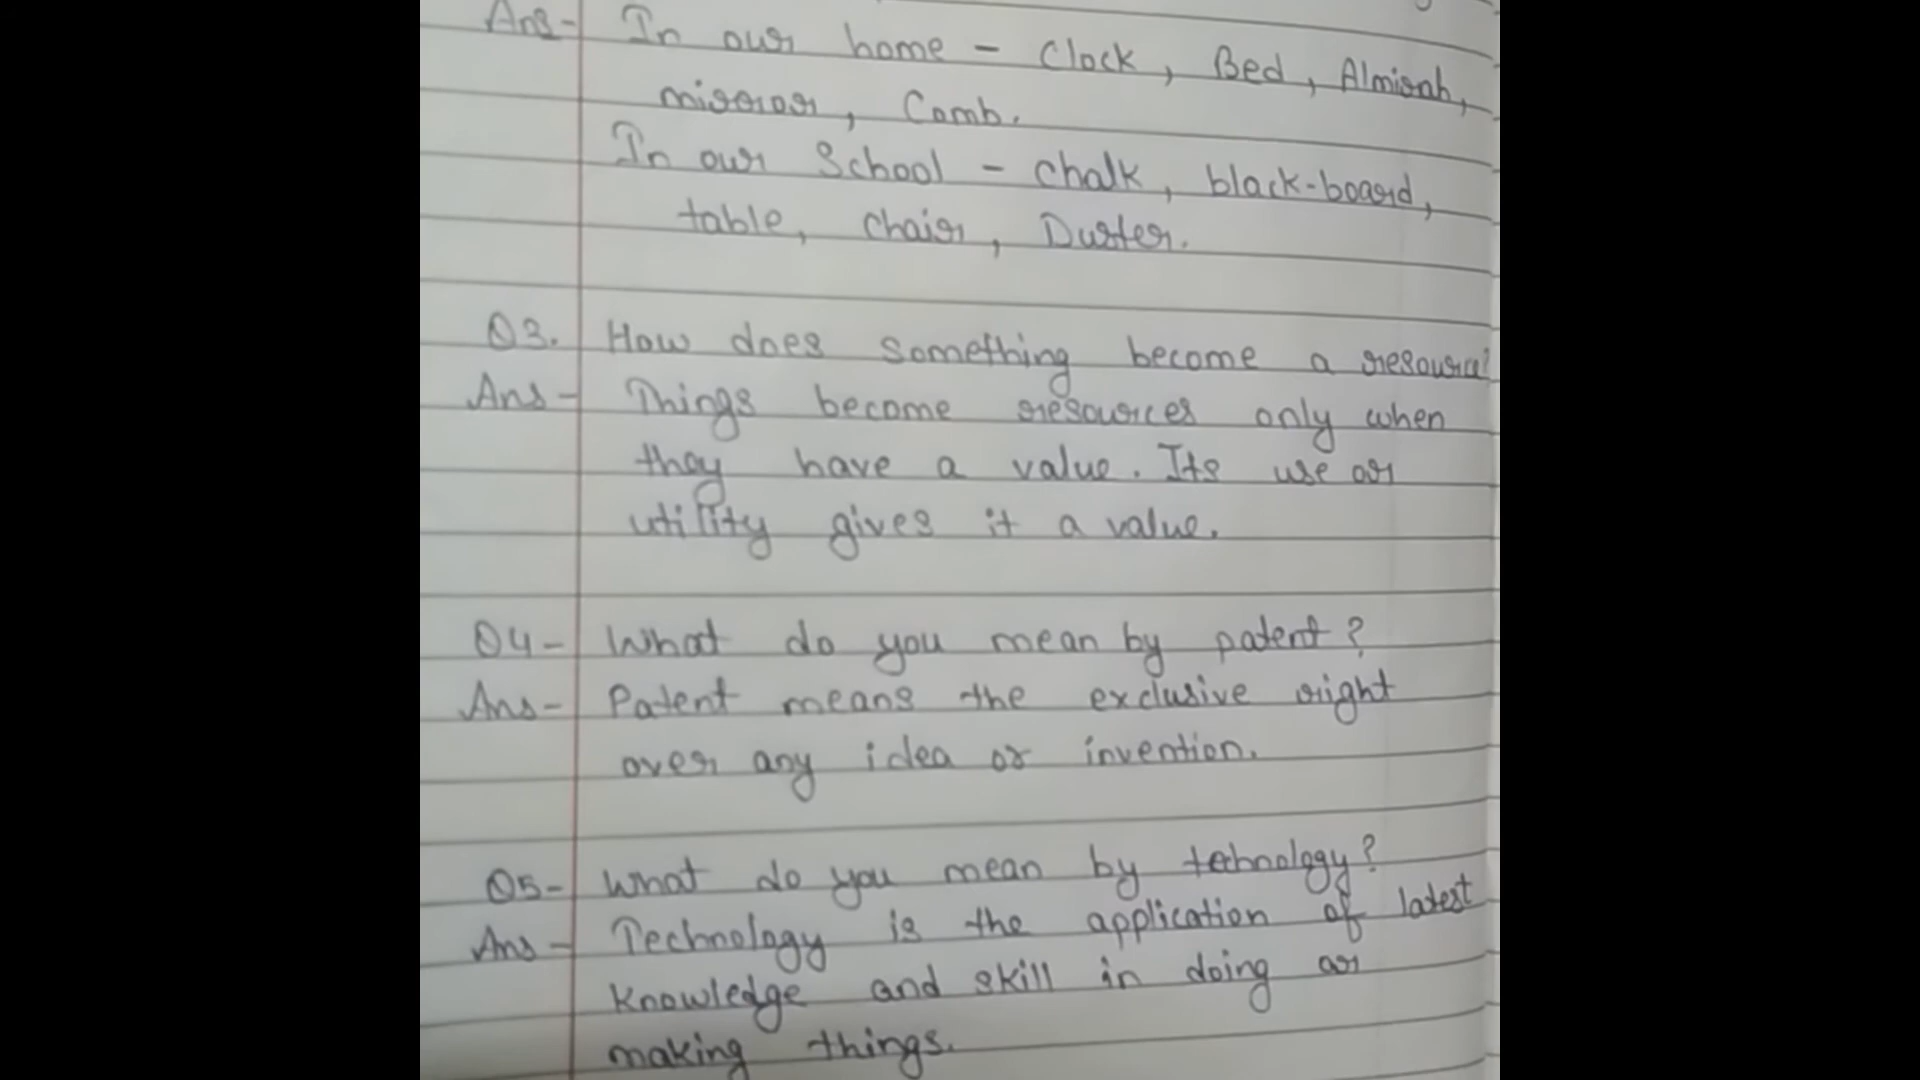 Ans- In our home - Clock, Bed, Almirah,
mirror, Comb.
In our School - chalk, black-board,
table, chair, Duster.
Q3. How does something become a resource?
Ans- Things become resources only when
they have a value. Its use or
utility gives it a value.
Q4- What do you mean by patent?
Ans- Patent means the exclusive right
over any idea or invention.
Q5- What do you mean by technology?
Ans- Technology is the application of latest
knowledge and skill in doing or
making things.